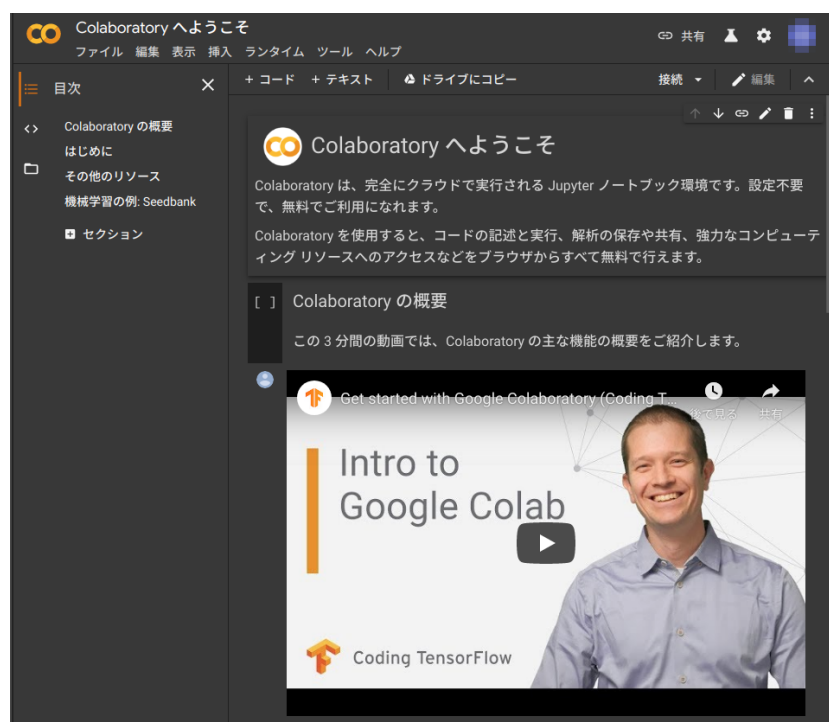 Colaboratory へようこそ
ファイル 編集 表示 挿入 ランタイム ツール ヘルプ
共有
目次
Colaboratory の概要
はじめに
その他のリソース
機械学習の例: Seedbank
セクション
+ コード + テキスト ドライブにコピー 接続 編集
Colaboratory へようこそ
Colaboratory は、完全にクラウドで実行される Jupyter ノートブック環境です。設定不要
で、無料でご利用になれます。
Colaboratory を使用すると、コードの記述と実行、解析の保存や共有、強力なコンピューテ
ィング リソースへのアクセスなどをブラウザからすべて無料で行えます。
[ ] Colaboratory の概要
この 3 分間の動画では、Colaboratory の主な機能の概要をご紹介します。
Get started with Google Colaboratory (Coding T...
後で見る 共有
Intro to
Google Colab
Coding TensorFlow